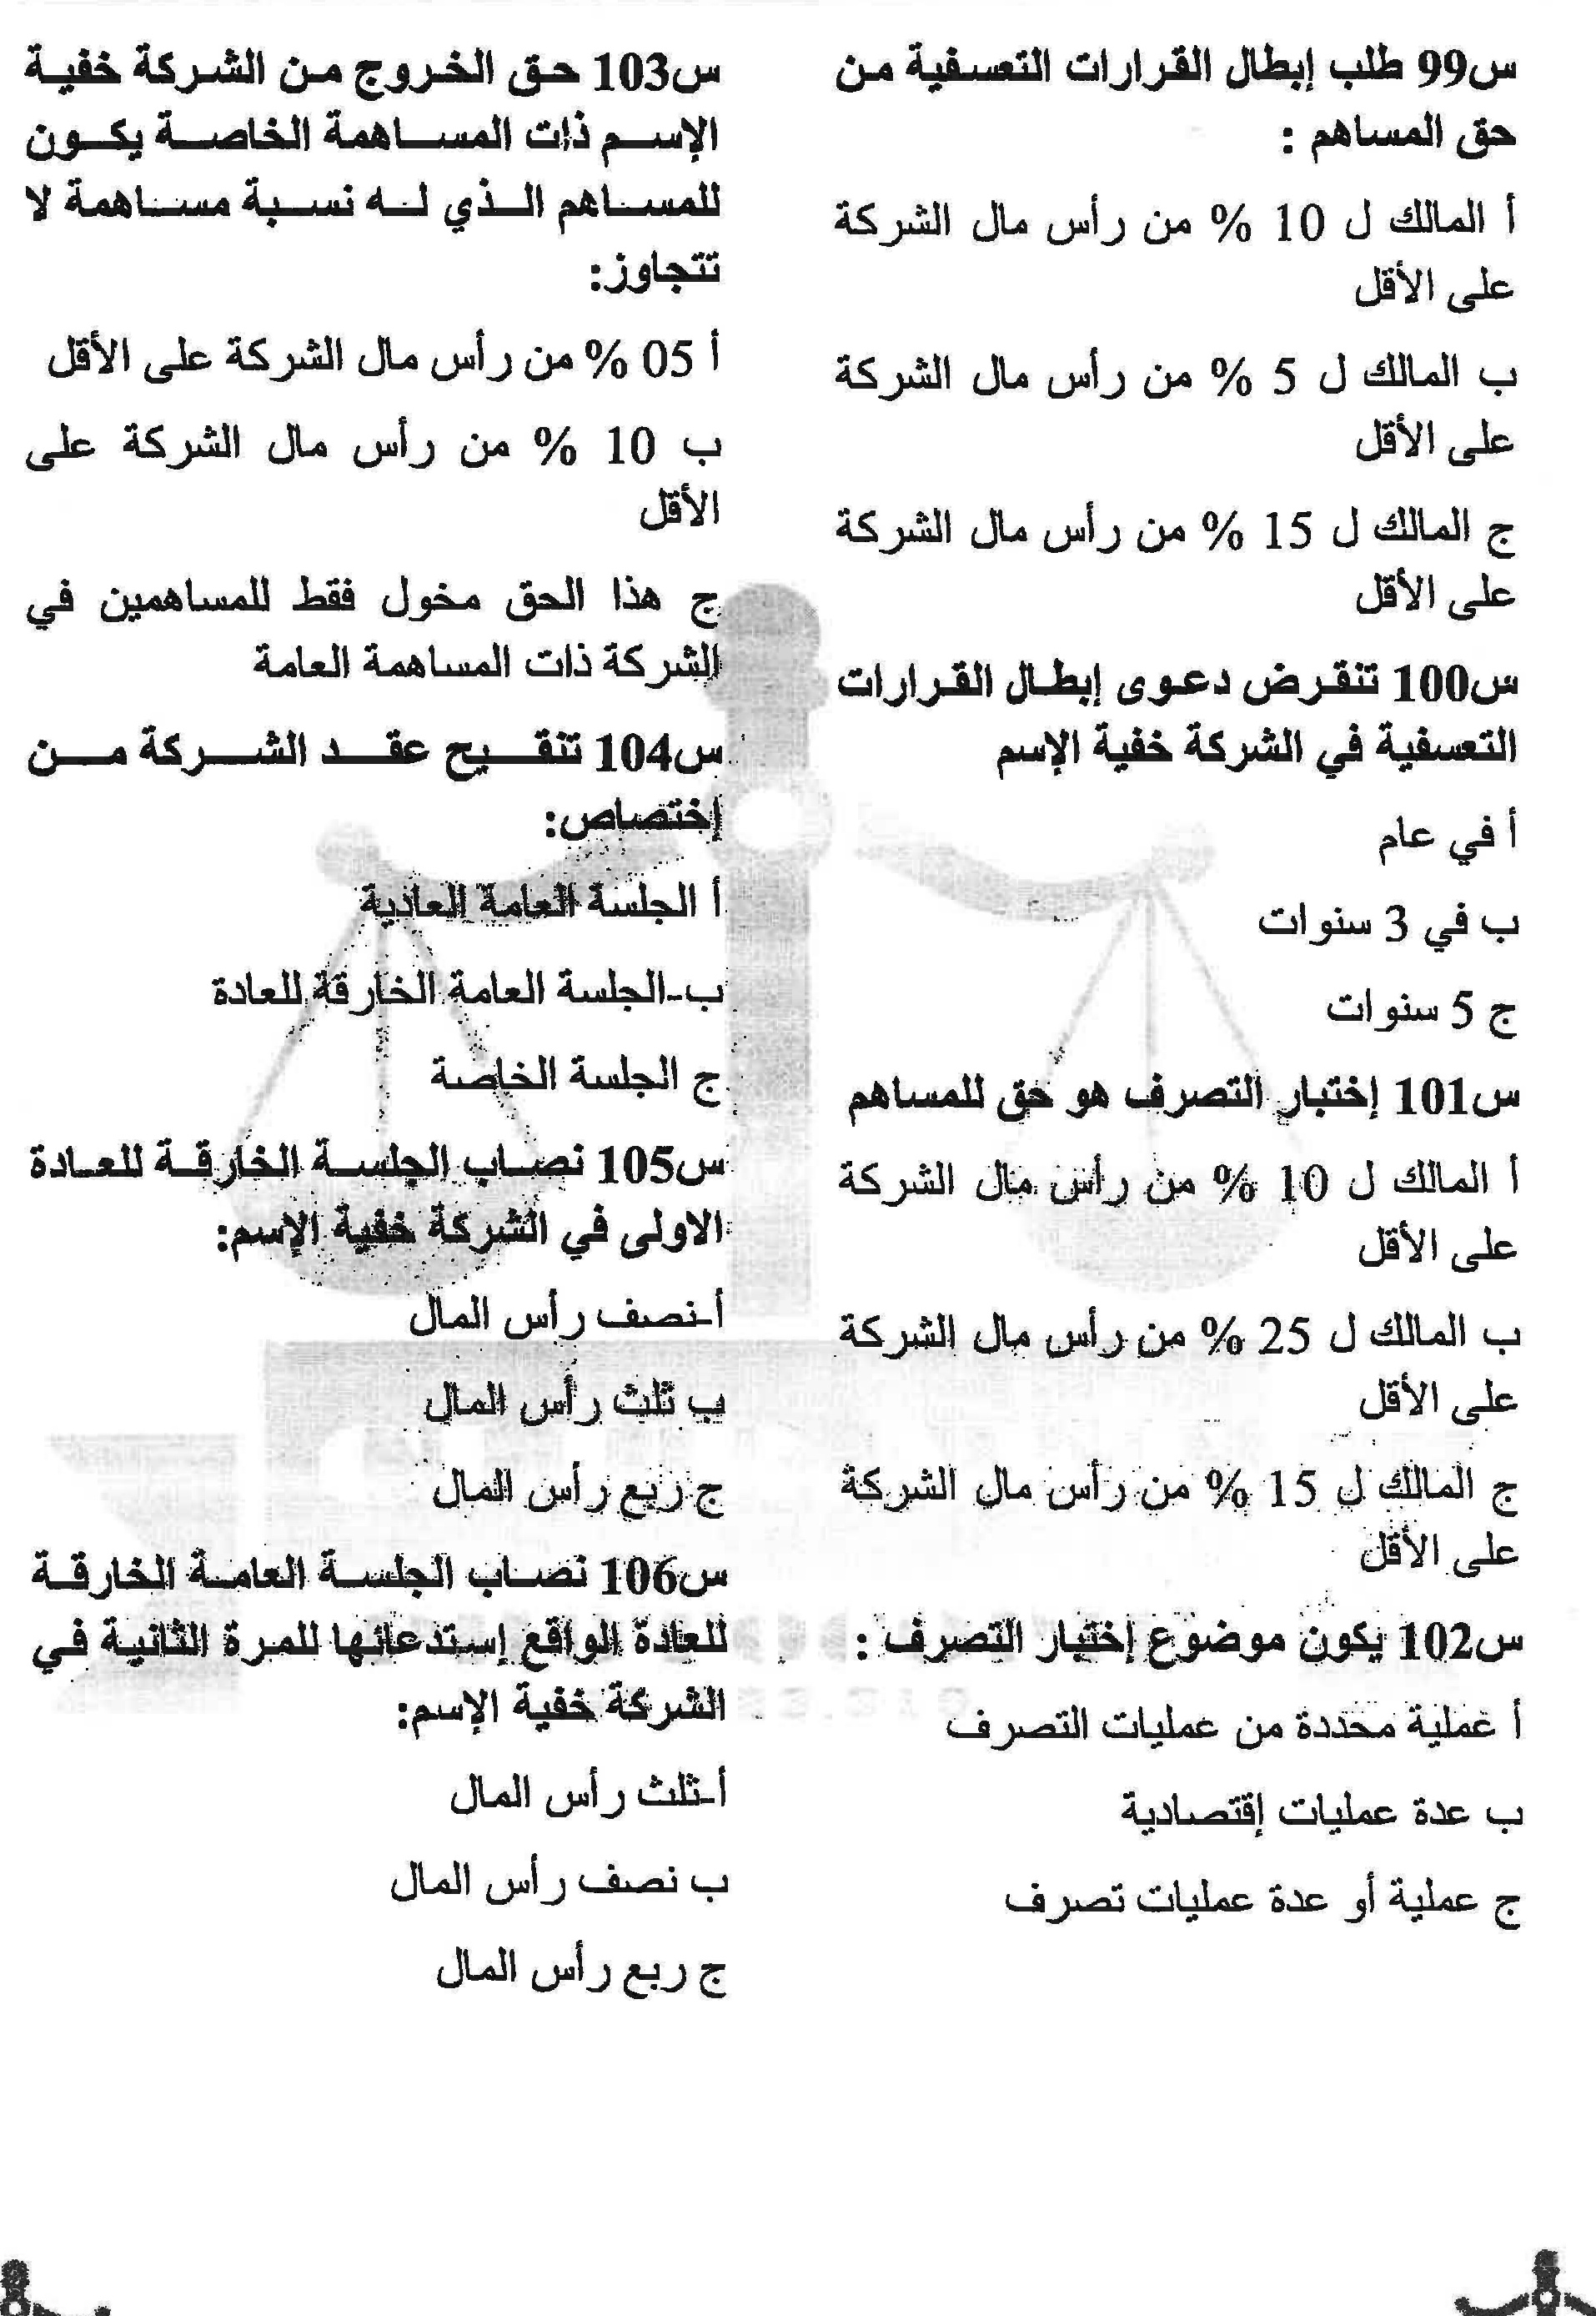 س99 طلب إبطال القرارات التعسفية من
حق المساهم :
أ المالك ل 10 % من رأس مال الشركة
على الأقل
ب المالك ل 5 % من رأس مال الشركة
على الأقل
ج المالك ل 15 % من رأس مال الشركة
على الأقل
س100 تنقرض دعوى إبطال القرارات
التعسفية في الشركة خفية الإسم
أ في عام
ب في 3 سنوات
ج 5 سنوات
س101 إختبار التصرف هو حق للمساهم
أ المالك ل 10 % من رأس مال الشركة
على الأقل
ب المالك ل 25 % من رأس مال الشركة
على الأقل
ج المالك ل 15 % من رأس مال الشركة
على الأقل
س102 يكون موضوع إختبار التصرف :
أ عملية محددة من عمليات التصرف
ب عدة عمليات إقتصادية
ج عملية أو عدة عمليات تصرف
س103 حق الخروج من الشركة خفية
الإسم ذات المساهمة الخاصة يكون
للمساهم الذي له نسبة مساهمة لا
تتجاوز:
أ 05 % من رأس مال الشركة على الأقل
ب 10 % من رأس مال الشركة على
الأقل
ج هذا الحق مخول فقط للمساهمين في
الشركة ذات المساهمة العامة
س104 تنقيح عقد الشركة من
إختصاص:
أ الجلسة العامة العادية
ب-الجلسة العامة الخارقة للعادة
ج الجلسة الخاصة
س105 نصاب الجلسة الخارقة للعادة
الاولى في الشركة خفية الإسم:
أ-نصف رأس المال
ب ثلث رأس المال
ج ربع رأس المال
س106 نصاب الجلسة العامة الخارقة
للعادة الواقع إستدعائها للمرة الثانية في
الشركة خفية الإسم:
أ-ثلث رأس المال
ب نصف رأس المال
ج ربع رأس المال